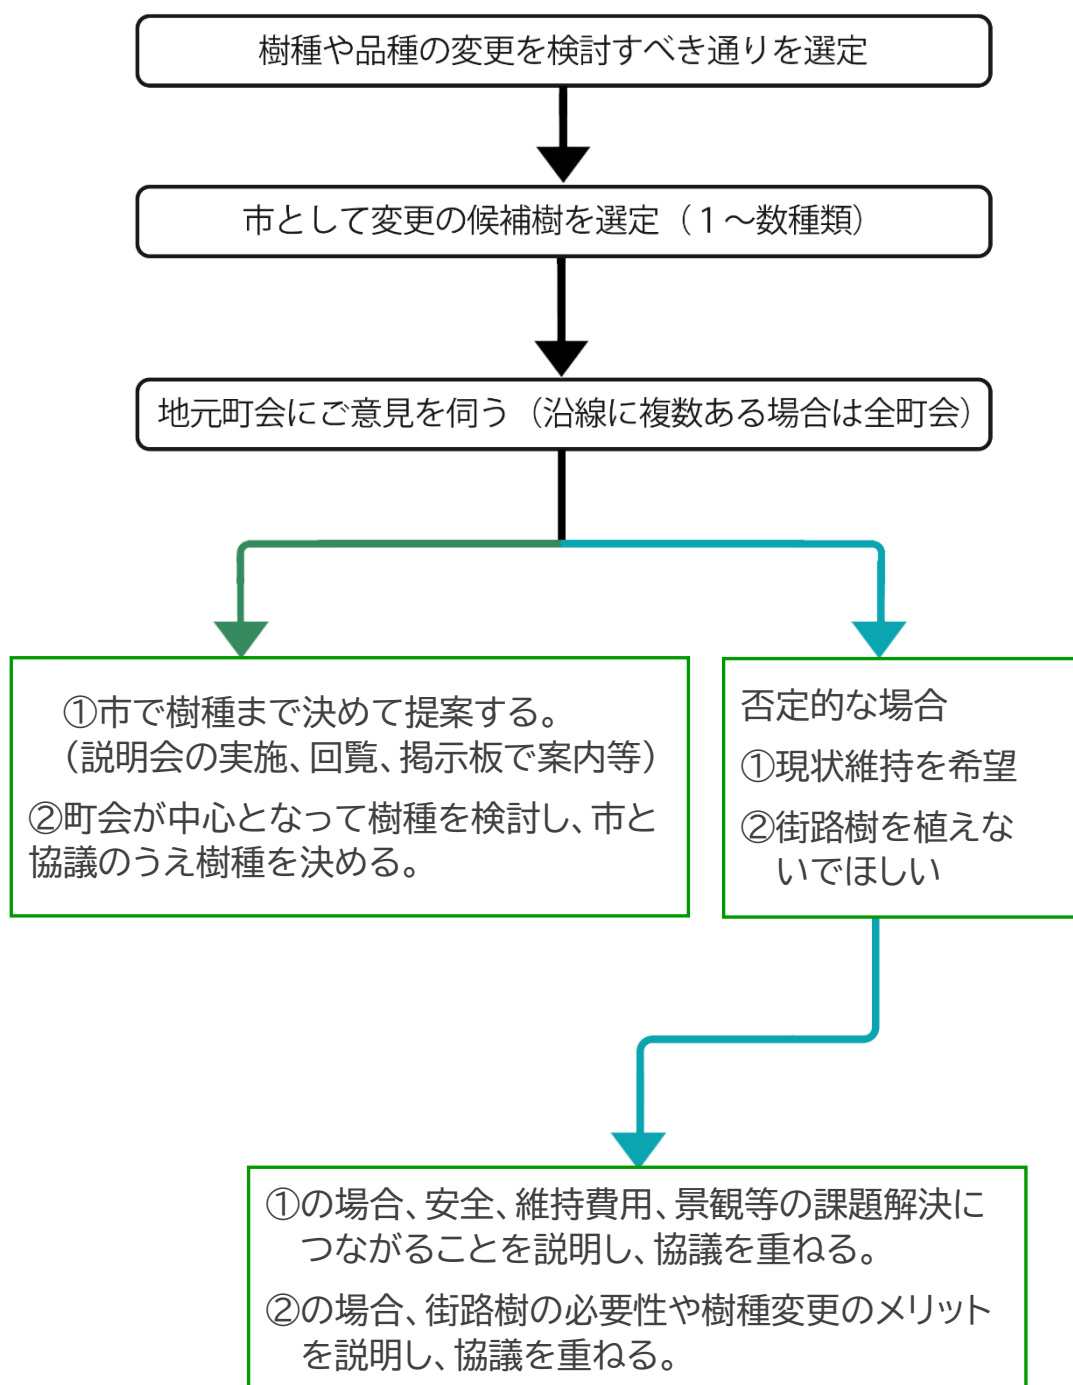 樹種や品種の変更を検討すべき通りを選定
市として変更の候補樹を選定（１～数種類）
地元町会にご意見を伺う（沿線に複数ある場合は全町会）
①市で樹種まで決めて提案する。
（説明会の実施、回覧、掲示板で案内等）
②町会が中心となって樹種を検討し、市と
協議のうえ樹種を決める。
否定的な場合
①現状維持を希望
②街路樹を植えな
いでほしい
①の場合、安全、維持費用、景観等の課題解決に
つながることを説明し、協議を重ねる。
②の場合、街路樹の必要性や樹種変更のメリット
を説明し、協議を重ねる。